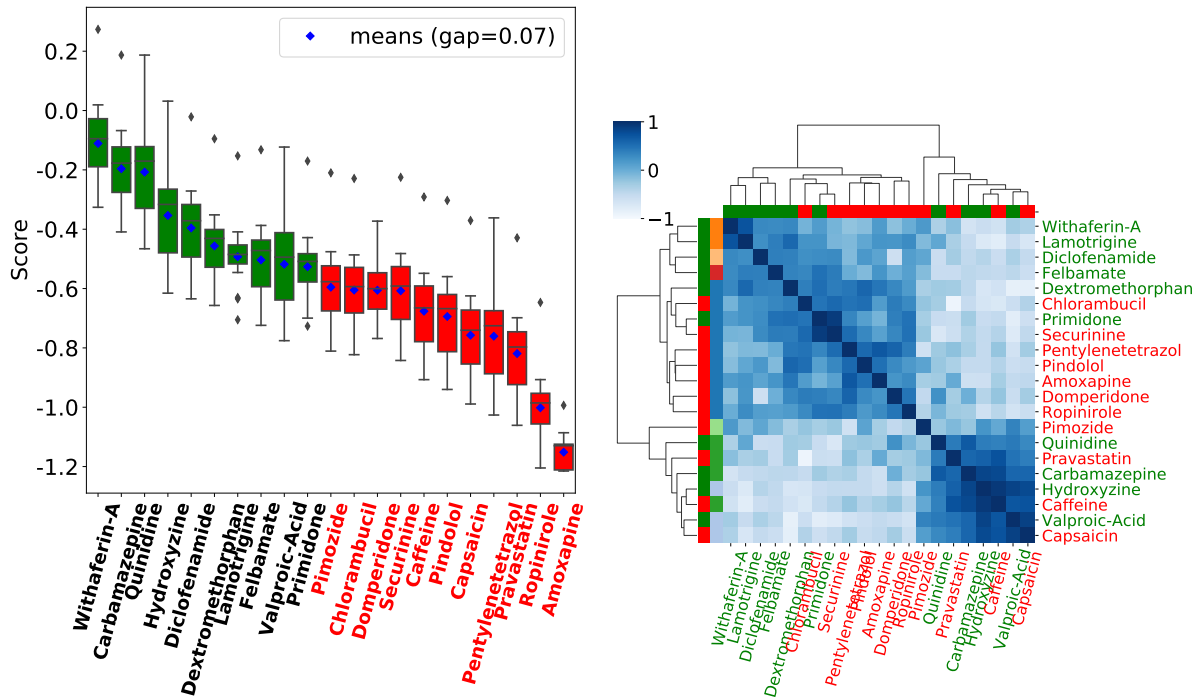 means (gap=0.07)
Score
0.2
0.0
-0.2
-0.4
-0.6
-0.8
-1.0
-1.2
Withaferin-A
Carbamazepine
Quinidine
Hydroxyzine
Diclofenamide
Dextromethorphan
Lamotrigine
Felbamate
Valproic-Acid
Primidone
Pimozide
Chlorambucil
Domperidone
Securinine
Caffeine
Pindolol
Capsaicin
Pentylenetetrazol
Pravastatin
Ropinirole
Amoxapine
1
0
−1
Withaferin-A
Lamotrigine
Diclofenamide
Felbamate
Dextromethorphan
Chlorambucil
Primidone
Securinine
Pentylenetetrazol
Pindolol
Amoxapine
Domperidone
Ropinirole
Pimozide
Quinidine
Pravastatin
Carbamazepine
Hydroxyzine
Caffeine
Valproic-Acid
Capsaicin
Withaferin-A
Lamotrigine
Diclofenamide
Felbamate
Dextromethorphan
Chlorambucil
Primidone
Securinine
Pentylenetetrazol
Pindolol
Amoxapine
Domperidone
Ropinirole
Pimozide
Quinidine
Pravastatin
Carbamazepine
Hydroxyzine
Caffeine
Valproic-Acid
Capsaicin